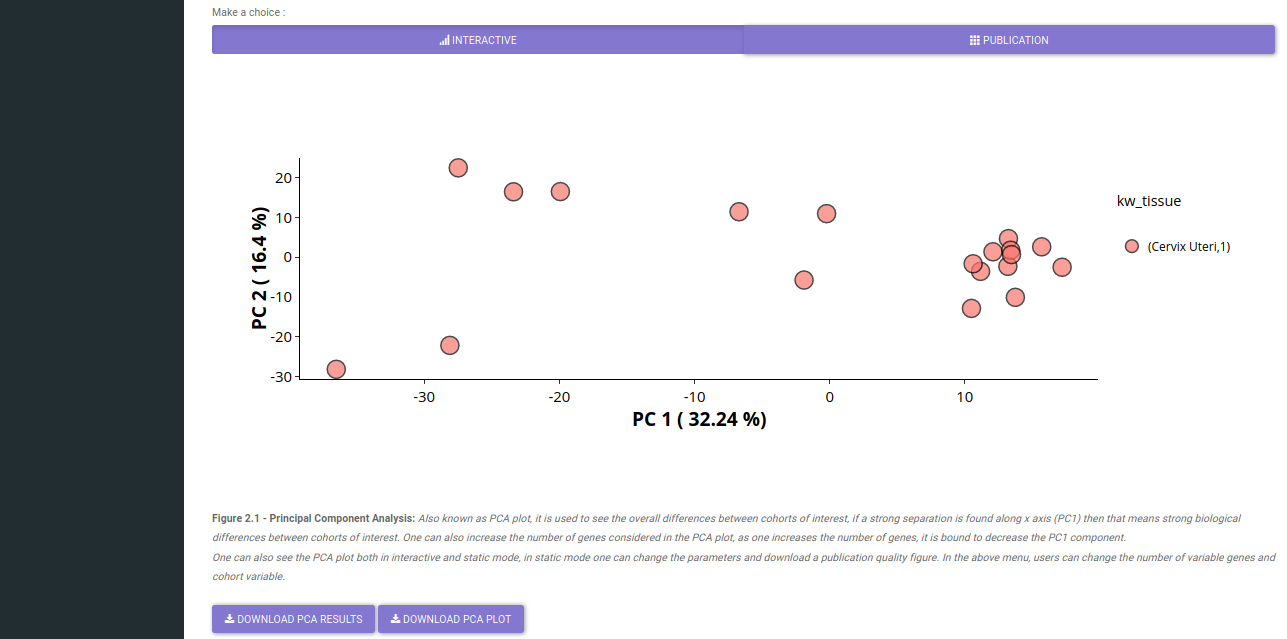 Make a choice :
INTERACTIVE
PUBLICATION
20
10
0
-10
-20
-30
PC 2 ( 16.4 %)
-30
-20
-10
0
10
PC 1 ( 32.24 %)
kw_tissue
(Cervix Uteri,1)
Figure 2.1 - Principal Component Analysis: Also known as PCA plot, it is used to see the overall differences between cohorts of interest, if a strong separation is found along x axis (PC1) then that means strong biological
differences between cohorts of interest. One can also increase the number of genes considered in the PCA plot, as one increases the number of genes, it is bound to decrease the PC1 component.
One can also see the PCA plot both in interactive and static mode, in static mode one can change the parameters and download a publication quality figure. In the above menu, users can change the number of variable genes and
cohort variable.
DOWNLOAD PCA RESULTS
DOWNLOAD PCA PLOT